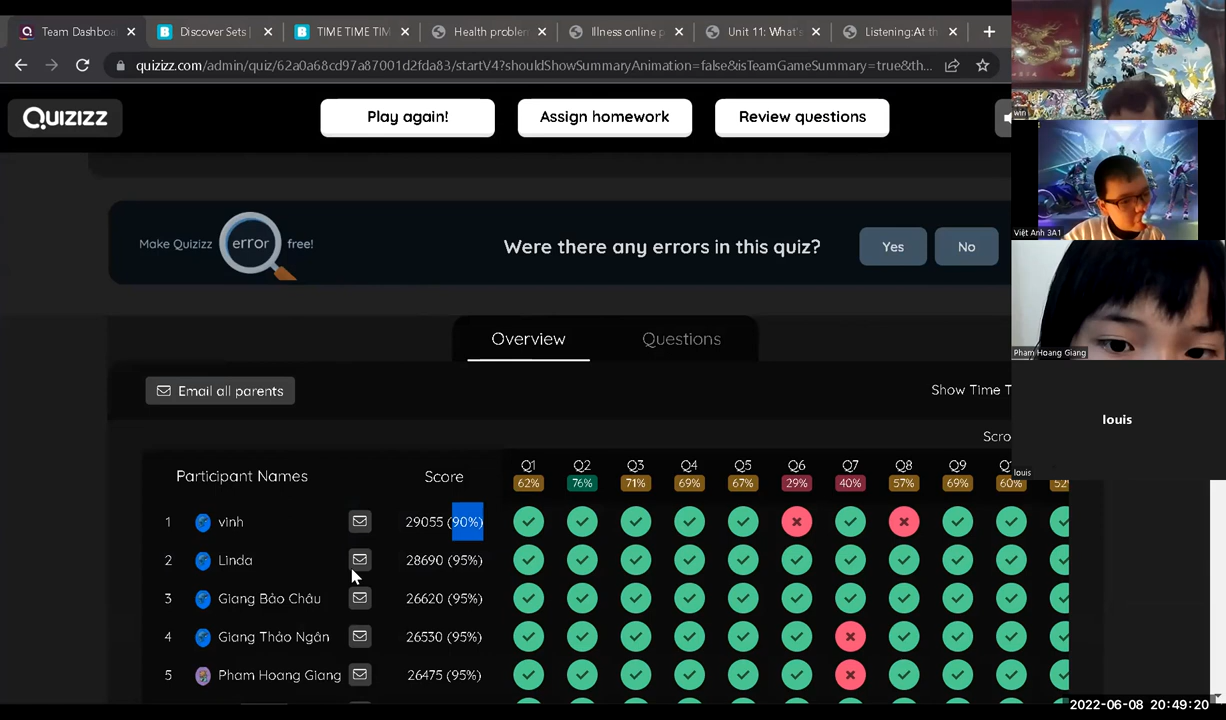 Team Dashboa
Discover Sets |
TIME TIME TIM
Health problen
Illness online p
Unit 11: What's
Listening:At th
quizizz.com/admin/quiz/62a0a68cd97a87001d2fda83/startV4?shouldShowSummaryAnimation=false&isTeamGameSummary=true&th...
Quizizz
Play again!
Assign homework
Review questions
win
Việt Anh 3A1
Pham Hoang Giang
louis
louis
Make Quizizz error free!
Were there any errors in this quiz?
Yes
No
Overview
Questions
Email all parents
Show Time T
Scro
Participant Names
Score
Q1 Q2 Q3 Q4 Q5 Q6 Q7 Q8 Q9
62% 76% 71% 69% 67% 29% 40% 57% 69% 60% 52%
1 vinh 29055 (90%)
2 Linda 28690 (95%)
3 Giang Bảo Châu 26620 (95%)
4 Giang Thảo Ngân 26530 (95%)
5 Pham Hoang Giang 26475 (95%)
2022-06-08 20:49:20